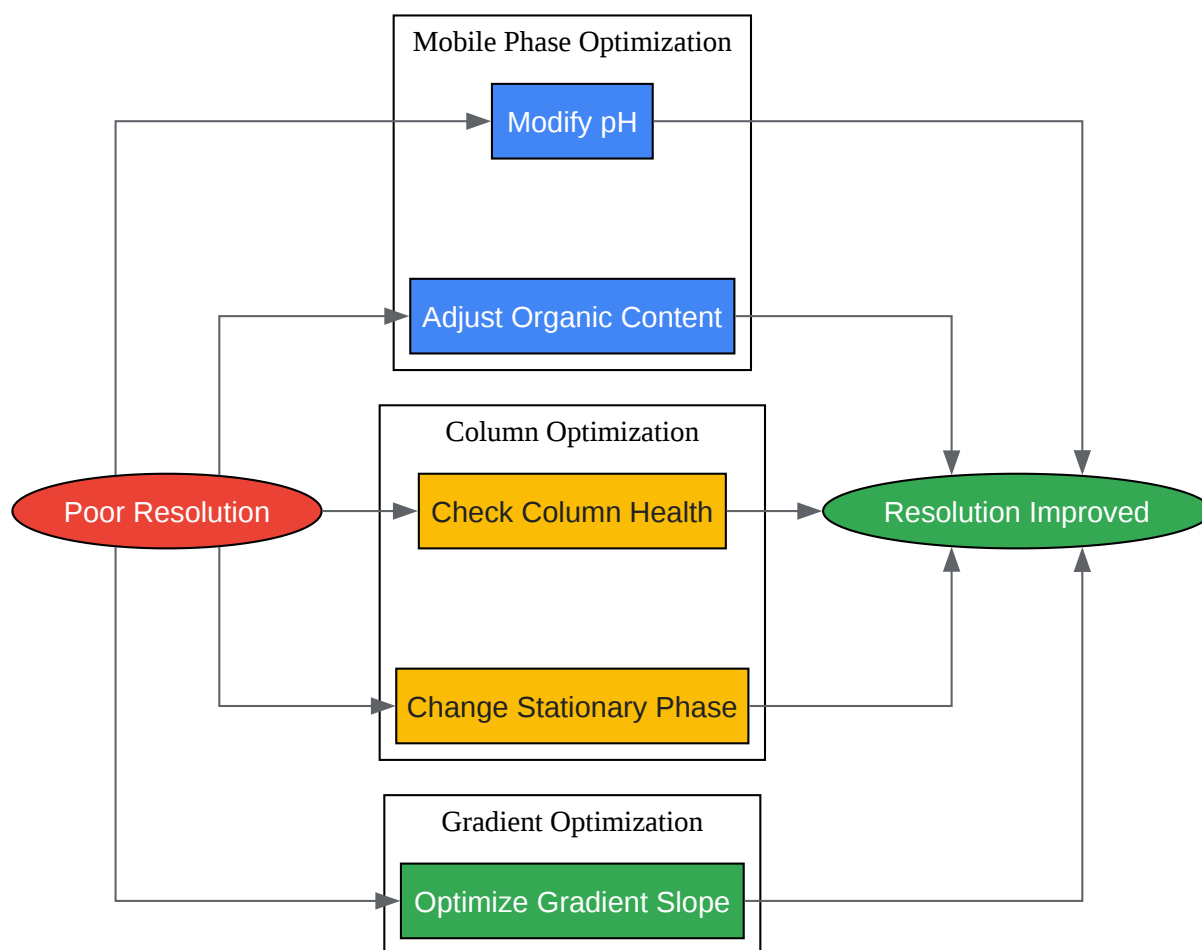 Mobile Phase Optimization
Modify pH
Adjust Organic Content
Column Optimization
Poor Resolution
Check Column Health
Resolution Improved
Change Stationary Phase
Gradient Optimization
Optimize Gradient Slope